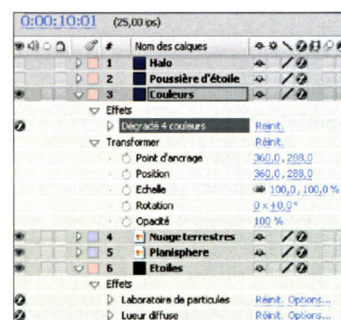 0:00:10:01 (25,00 ips)
# Nom des calques
1 Halo
2 Poussière d'étoile
3 Couleurs
Effets
Dégradé 4 couleurs Réinit.
Transformer Réinit.
Point d'ancrage 360,0, 288,0
Position 360,0, 288,0
Echelle 100,0, 100,0 %
Rotation 0 x +0,0°
Opacité 100 %
4 Nuage terrestres
5 Planisphere
6 Etoiles
Effets
Laboratoire de particules Réinit. Options...
Lueur diffuse Réinit. Options...